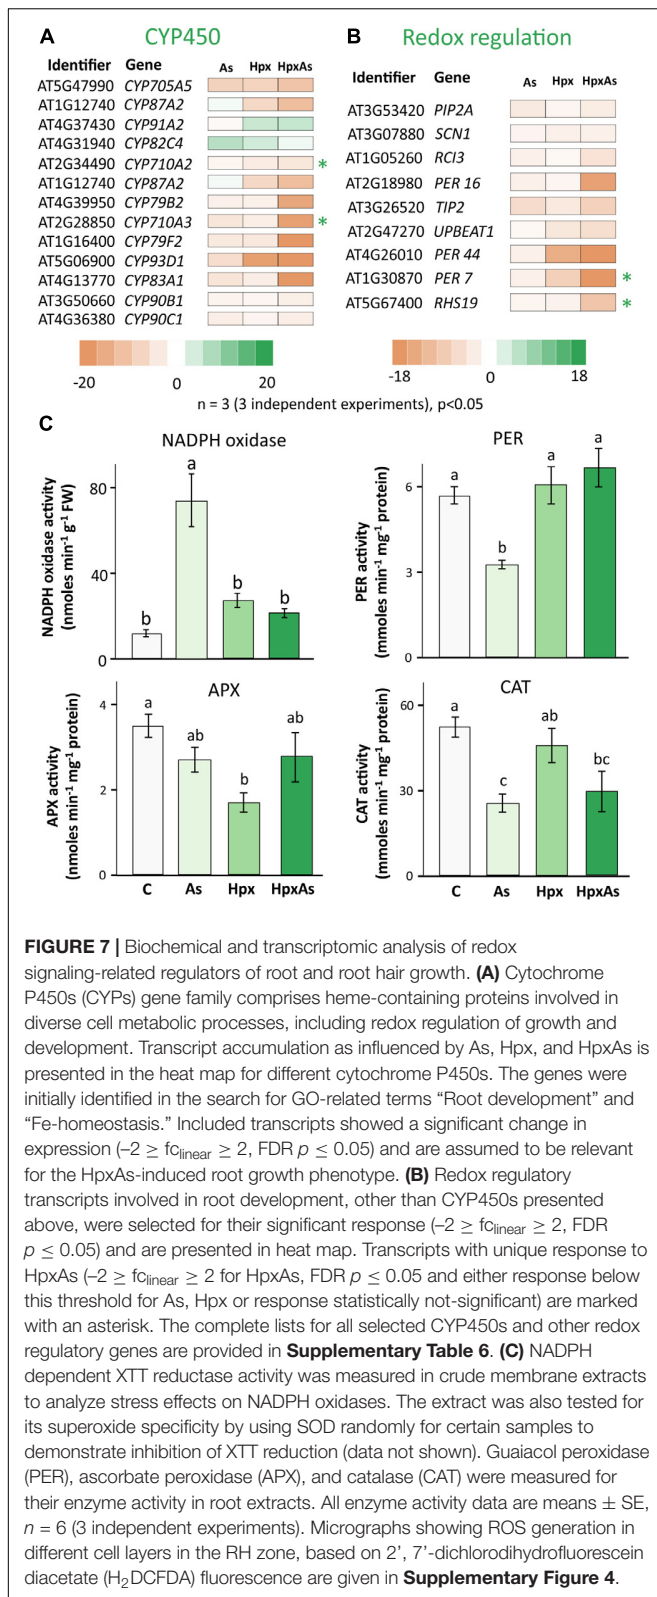 A CYP450
Identifier Gene As Hpx HpxAs
AT5G47990 CYP705A5
AT1G12740 CYP87A2
AT4G37430 CYP91A2
AT4G31940 CYP82C4
AT2G34490 CYP710A2 *
AT1G12740 CYP87A2
AT4G39950 CYP79B2
AT2G28850 CYP710A3 *
AT1G16400 CYP79F2
AT5G06900 CYP93D1
AT4G13770 CYP83A1
AT3G50660 CYP90B1
AT4G36380 CYP90C1
-20 0 20
B Redox regulation
Identifier Gene As Hpx HpxAs
AT3G53420 PIP2A
AT3G07880 SCN1
AT1G05260 RCI3
AT2G18980 PER 16
AT3G26520 TIP2
AT2G47270 UPBEAT1
AT4G26010 PER 44
AT1G30870 PER 7 *
AT5G67400 RHS19 *
-18 0 18
n = 3 (3 independent experiments), p<0.05
C
NADPH oxidase
NADPH oxidase activity
(nmoles min⁻¹ g⁻¹ FW)
80
40
0
b a b b
PER
PER activity
(mmoles min⁻¹ mg⁻¹ protein)
6
3
0
a b a a
APX
APX activity
(nmoles min⁻¹ mg⁻¹ protein)
4
2
0
a ab b ab
C As Hpx HpxAs
CAT
CAT activity
(mmoles min⁻¹ mg⁻¹ protein)
60
30
0
a c ab bc
C As Hpx HpxAs
FIGURE 7 | Biochemical and transcriptomic analysis of redox
signaling-related regulators of root and root hair growth. (A) Cytochrome
P450s (CYPs) gene family comprises heme-containing proteins involved in
diverse cell metabolic processes, including redox regulation of growth and
development. Transcript accumulation as influenced by As, Hpx, and HpxAs is
presented in the heat map for different cytochrome P450s. The genes were
initially identified in the search for GO-related terms “Root development” and
“Fe-homeostasis.” Included transcripts showed a significant change in
expression (–2 ≥ fclinear ≥ 2, FDR p ≤ 0.05) and are assumed to be relevant
for the HpxAs-induced root growth phenotype. (B) Redox regulatory
transcripts involved in root development, other than CYP450s presented
above, were selected for their significant response (–2 ≥ fclinear ≥ 2, FDR
p ≤ 0.05) and are presented in heat map. Transcripts with unique response to
HpxAs (–2 ≥ fclinear ≥ 2 for HpxAs, FDR p ≤ 0.05 and either response below
this threshold for As, Hpx or response statistically not-significant) are marked
with an asterisk. The complete lists for all selected CYP450s and other redox
regulatory genes are provided in Supplementary Table 6. (C) NADPH
dependent XTT reductase activity was measured in crude membrane extracts
to analyze stress effects on NADPH oxidases. The extract was also tested for
its superoxide specificity by using SOD randomly for certain samples to
demonstrate inhibition of XTT reduction (data not shown). Guaiacol peroxidase
(PER), ascorbate peroxidase (APX), and catalase (CAT) were measured for
their enzyme activity in root extracts. All enzyme activity data are means ± SE,
n = 6 (3 independent experiments). Micrographs showing ROS generation in
different cell layers in the RH zone, based on 2’, 7’-dichlorodihydrofluorescein
diacetate (H₂DCFDA) fluorescence are given in Supplementary Figure 4.